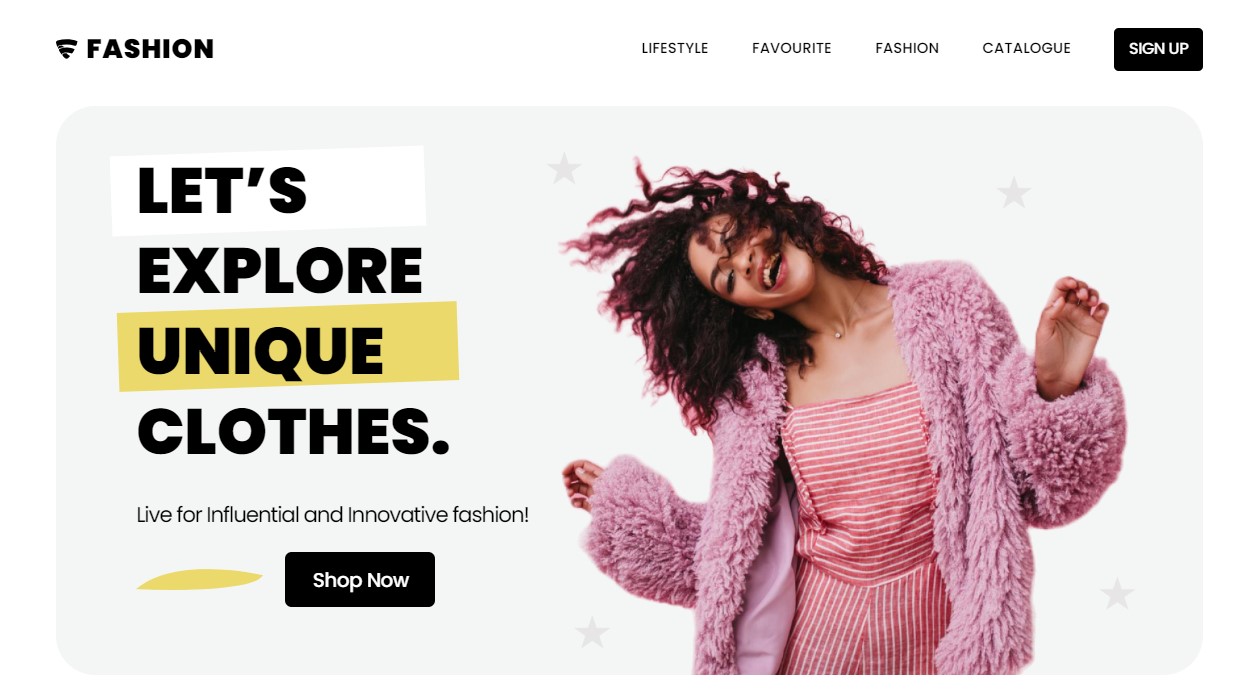 FASHION
LIFESTYLE
FAVOURITE
FASHION
CATALOGUE
SIGN UP
LET’S
EXPLORE
UNIQUE
CLOTHES.
Live for Influential and Innovative fashion!
Shop Now